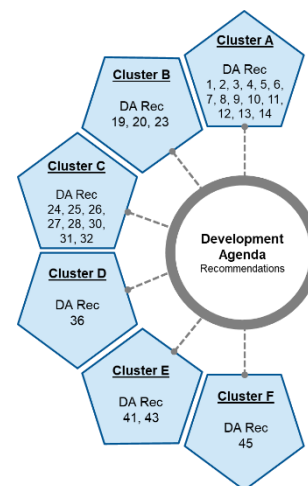 Cluster A
DA Rec
1, 2, 3, 4, 5, 6,
7, 8, 9, 10, 11,
12, 13, 14
Cluster B
DA Rec
19, 20, 23
Cluster C
DA Rec
24, 25, 26,
27, 28, 30,
31, 32
Development
Agenda
Recommendations
Cluster D
DA Rec
36
Cluster E
DA Rec
41, 43
Cluster F
DA Rec
45